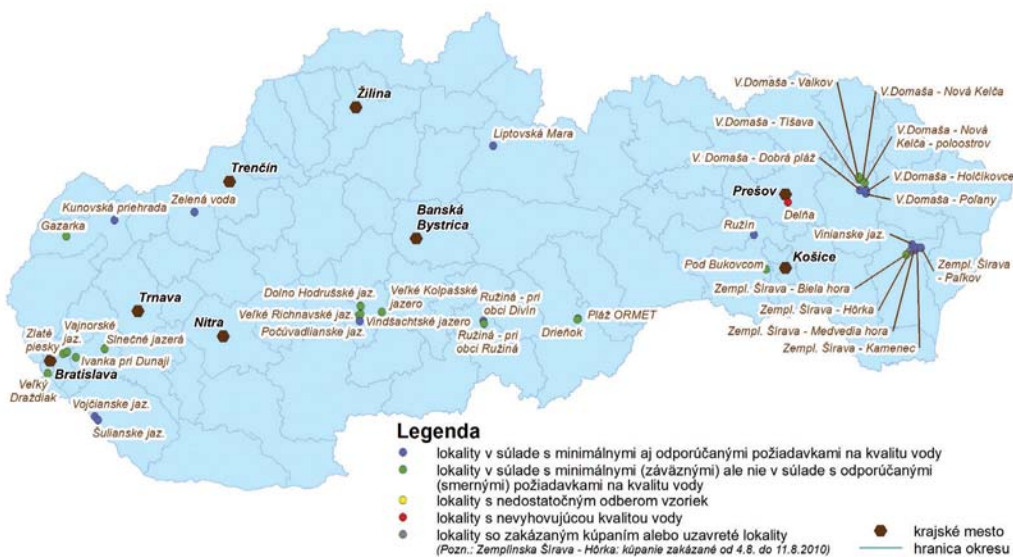 V.Domaša - Valkov
V.Domaša - Nová Kelča
V.Domaša - Tíšava
V.Domaša - Nová
Kelča - poloostrov
V. Domaša - Dobrá pláž
V.Domaša - Holčíkovce
V.Domaša - Poľany
Žilina
Liptovská Mara
Trenčín
Prešov
Delňa
Kunovská priehrada
Zelená voda
Gazarka
Banská
Bystrica
Ružín
Vinianske jaz.
Pod Bukovcom
Košice
Zempl. Šírava -
Paľkov
Zempl. Šírava - Biela hora
Zempl. Šírava - Hôrka
Zempl. Šírava - Medvedia hora
Zempl. Šírava - Kamenec
Trnava
Nitra
Dolno Hodrušské jaz.
Veľké Kolpašské
jazero
Veľké Richnavské jaz.
Vindšachtské jazero
Počúvadlianske jaz.
Ružiná - pri
obci Divín
Ružiná - pri
obci Ružiná
Drieňok
Pláž ORMET
Zlaté
piesky
Vajnorské
jaz.
Slnečné jazerá
Ivanka pri Dunaji
Bratislava
Veľký
Draždiak
Vojčianske jaz.
Šulianske jaz.
Legenda
lokality v súlade s minimálnymi aj odporúčanými požiadavkami na kvalitu vody
lokality v súlade s minimálnymi (záväznými) ale nie v súlade s odporúčanými
(smernými) požiadavkami na kvalitu vody
lokality s nedostatočným odberom vzoriek
lokality s nevyhovujúcou kvalitou vody
lokality so zakázaným kúpaním alebo uzavreté lokality
(Pozn.: Zemplínska Šírava - Hôrka: kúpanie zakázané od 4.8. do 11.8.2010)
krajské mesto
hranica okresu